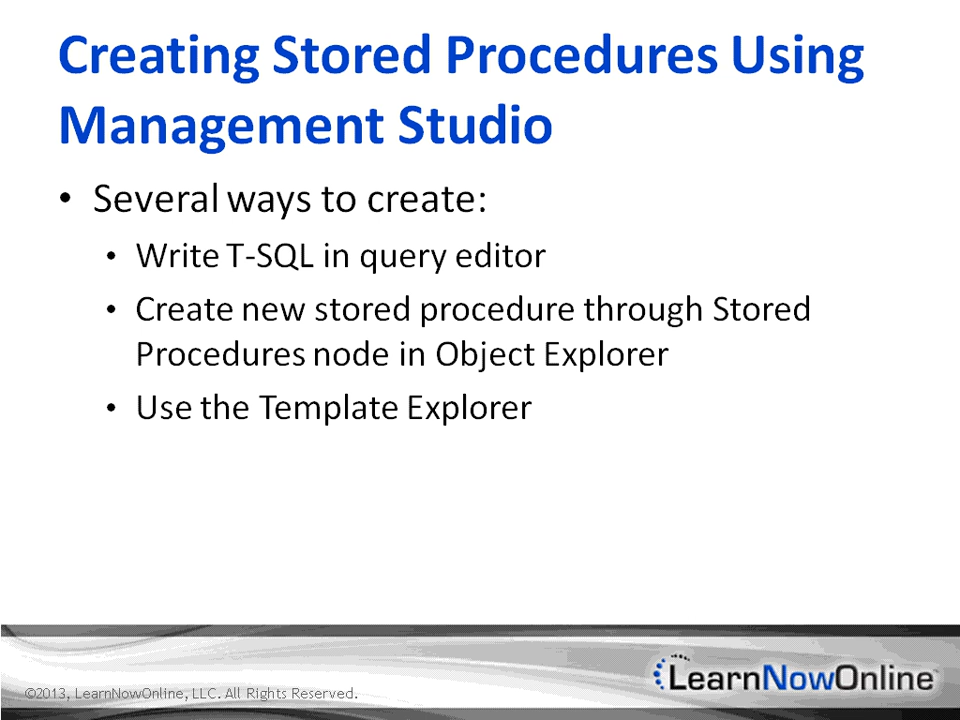 Creating Stored Procedures Using
Management Studio
• Several ways to create:
• Write T-SQL in query editor
• Create new stored procedure through Stored
Procedures node in Object Explorer
• Use the Template Explorer
©2013, LearnNowOnline, LLC. All Rights Reserved.
LearnNowOnline